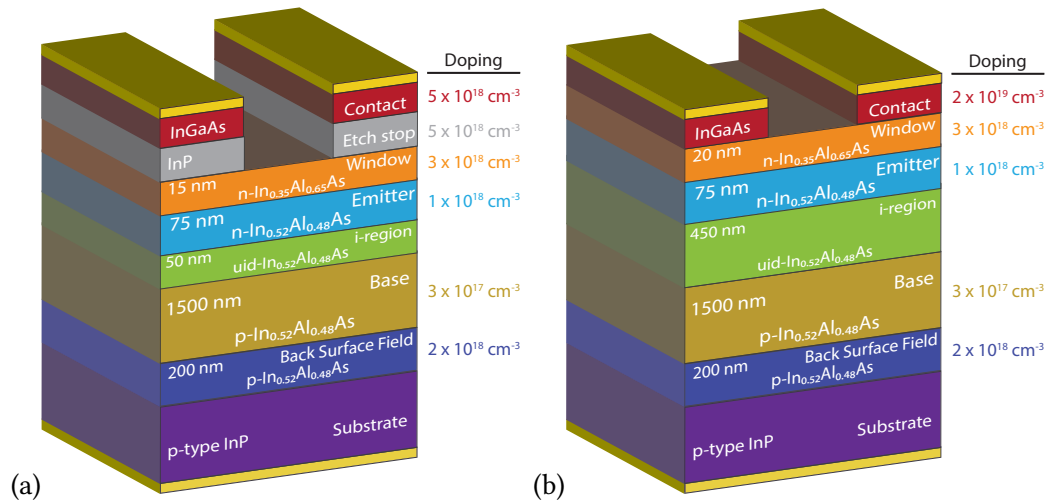 Doping
Contact
5 x 10¹⁸ cm⁻³
InGaAs
Etch stop
5 x 10¹⁸ cm⁻³
InP
Window
3 x 10¹⁸ cm⁻³
15 nm
n-In₀.₃₅Al₀.₆₅As
Emitter
1 x 10¹⁸ cm⁻³
75 nm
n-In₀.₅₂Al₀.₄₈As
i-region
50 nm
uid-In₀.₅₂Al₀.₄₈As
Base
3 x 10¹⁷ cm⁻³
1500 nm
p-In₀.₅₂Al₀.₄₈As
Back Surface Field
2 x 10¹⁸ cm⁻³
200 nm
p-In₀.₅₂Al₀.₄₈As
Substrate
p-type InP
(a)
Doping
Contact
2 x 10¹⁹ cm⁻³
InGaAs
Window
3 x 10¹⁸ cm⁻³
20 nm
n-In₀.₃₅Al₀.₆₅As
Emitter
1 x 10¹⁸ cm⁻³
75 nm
n-In₀.₅₂Al₀.₄₈As
i-region
450 nm
uid-In₀.₅₂Al₀.₄₈As
Base
3 x 10¹⁷ cm⁻³
1500 nm
p-In₀.₅₂Al₀.₄₈As
Back Surface Field
2 x 10¹⁸ cm⁻³
200 nm
p-In₀.₅₂Al₀.₄₈As
Substrate
p-type InP
(b)